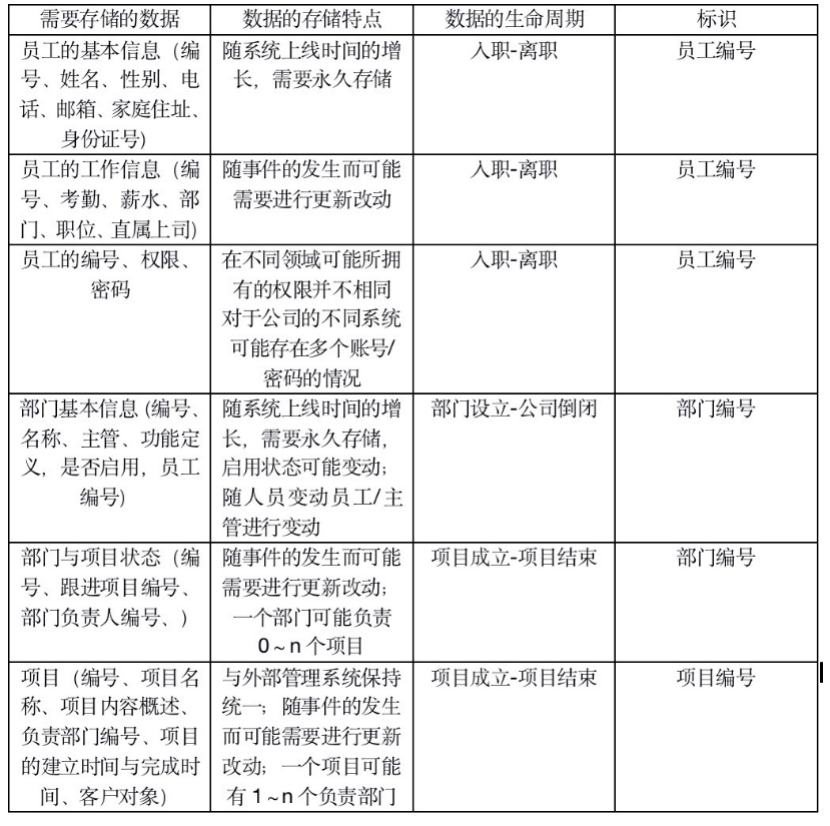 需要存储的数据
数据的存储特点
数据的生命周期
标识
员工的基本信息（编
号、姓名、性别、电
话、邮箱、家庭住址、
身份证号)
随系统上线时间的增
长，需要永久存储
入职-离职
员工编号
员工的工作信息（编
号、考勤、薪水、部
门、职位、直属上司)
随事件的发生而可能
需要进行更新改动
入职-离职
员工编号
员工的编号、权限、
密码
在不同领域可能所拥
有的权限并不相同
对于公司的不同系统
可能存在多个账号/
密码的情况
入职-离职
员工编号
部门基本信息 (编号、
名称、主管、功能定
义，是否启用，员工
编号)
随系统上线时间的增
长，需要永久存储，
启用状态可能变动；
随人员变动员工/主
管进行变动
部门设立-公司倒闭
部门编号
部门与项目状态（编
号、跟进项目编号、
部门负责人编号、）
随事件的发生而可能
需要进行更新改动；
一个部门可能负责
0~n 个项目
项目成立-项目结束
部门编号
项目（编号、项目名
称、项目内容概述、
负责部门编号、项目
的建立时间与完成时
间、客户对象）
与外部管理系统保持
统一；随事件的发生
而可能需要进行更新
改动；一个项目可能
有 1~n 个负责部门
项目成立-项目结束
项目编号